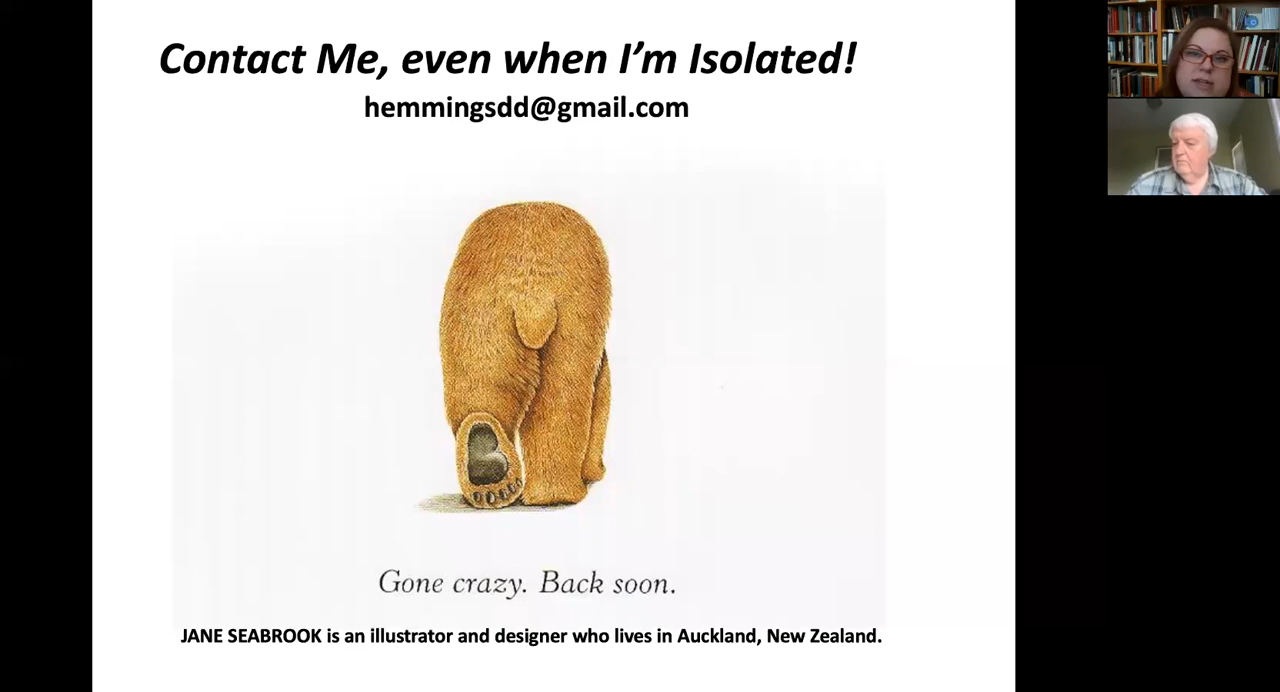 Contact Me, even when I'm Isolated!
hemmingsdd@gmail.com
Gone crazy. Back soon.
JANE SEABROOK is an illustrator and designer who lives in Auckland, New Zealand.